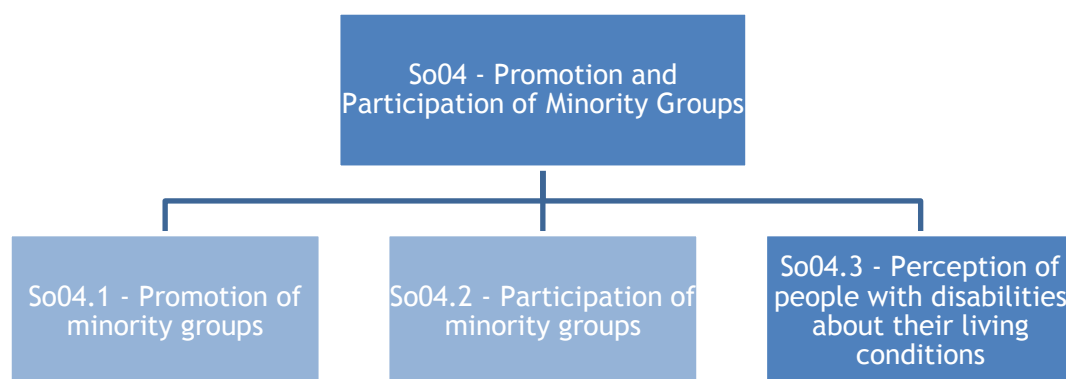 So04 - Promotion and
Participation of Minority Groups
So04.1 - Promotion of
minority groups
So04.2 - Participation of
minority groups
So04.3 - Perception of
people with disabilities
about their living
conditions